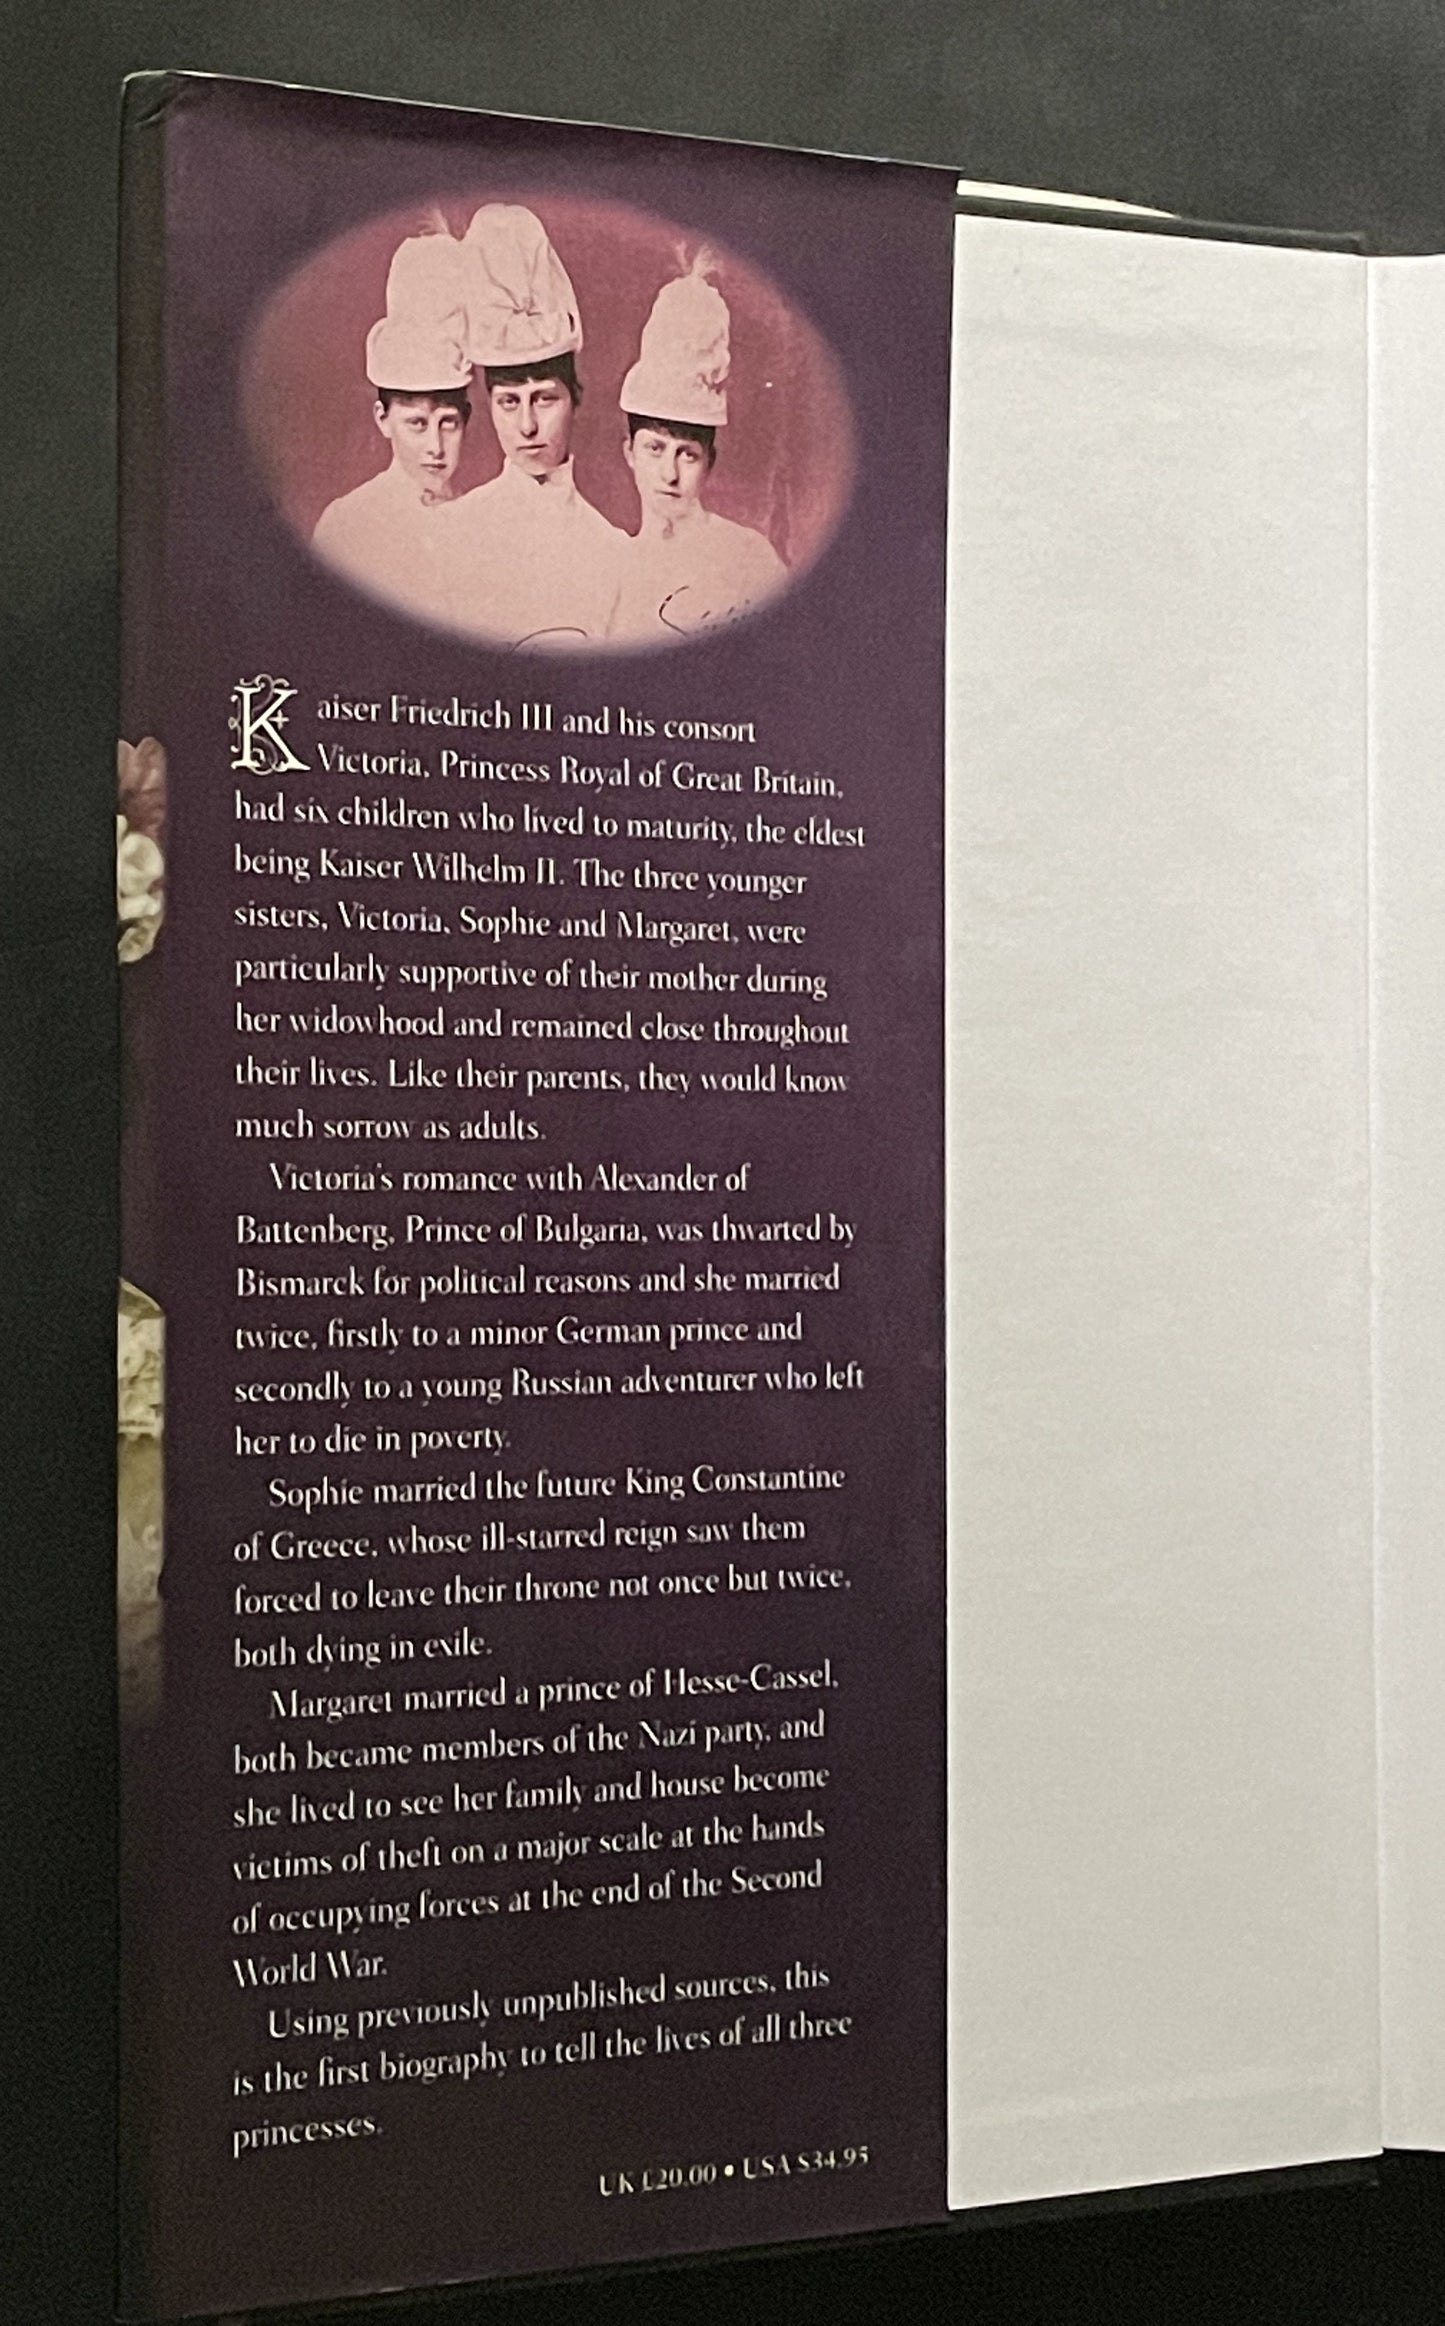 Kaiser Friedrich III and his consort
Victoria, Princess Royal of Great Britain,
had six children who lived to maturity, the eldest
being Kaiser Wilhelm II. The three younger
sisters, Victoria, Sophie and Margaret, were
particularly supportive of their mother during
her widowhood and remained close throughout
their lives. Like their parents, they would know
much sorrow as adults.
Victoria's romance with Alexander of
Battenberg, Prince of Bulgaria, was thwarted by
Bismarck for political reasons and she married
twice, firstly to a minor German prince and
secondly to a young Russian adventurer who left
her to die in poverty.
Sophie married the future King Constantine
of Greece, whose ill-starred reign saw them
forced to leave their throne not once but twice,
both dying in exile.
Margaret married a prince of Hesse-Cassel,
both became members of the Nazi party, and
she lived to see her family and house become
victims of theft on a major scale at the hands
of occupying forces at the end of the Second
World War.
Using previously unpublished sources, this
is the first biography to tell the lives of all three
princesses.
UK £20.00 • USA $34.95